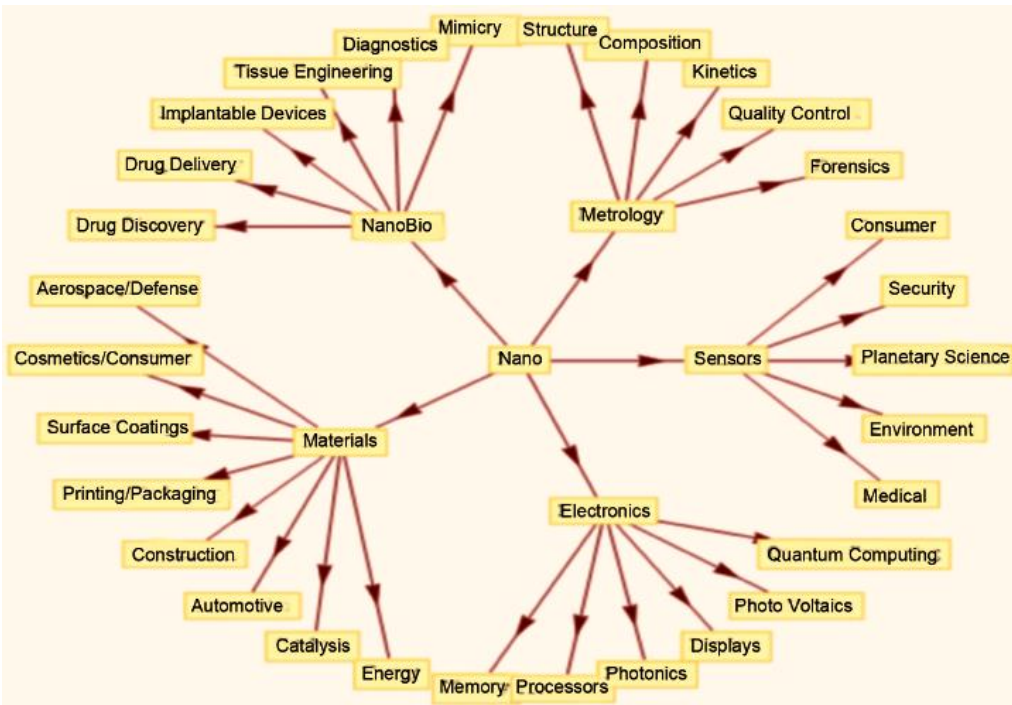 Mimicry
Structure
Diagnostics
Composition
Tissue Engineering
Kinetics
Implantable Devices
Quality Control
Drug Delivery
Forensics
Drug Discovery
NanoBio
Metrology
Consumer
Aerospace/Defense
Security
Cosmetics/Consumer
Nano
Sensors
Planetary Science
Surface Coatings
Materials
Environment
Printing/Packaging
Medical
Electronics
Construction
Quantum Computing
Automotive
Photo Voltaics
Catalysis
Displays
Energy
Photonics
Memory
Processors